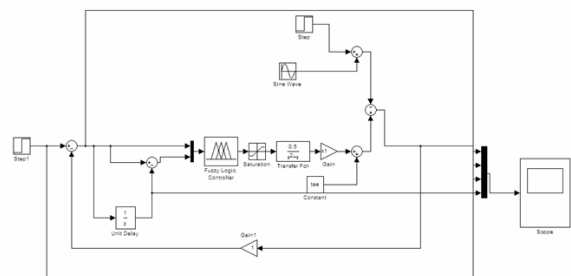 Step
Sine Wave
Step1
Fuzzy Logic
Controller
Saturation
0.5
Transfer Fcn
Gain
Constant
1
Unit Delay
Gain1
Scope